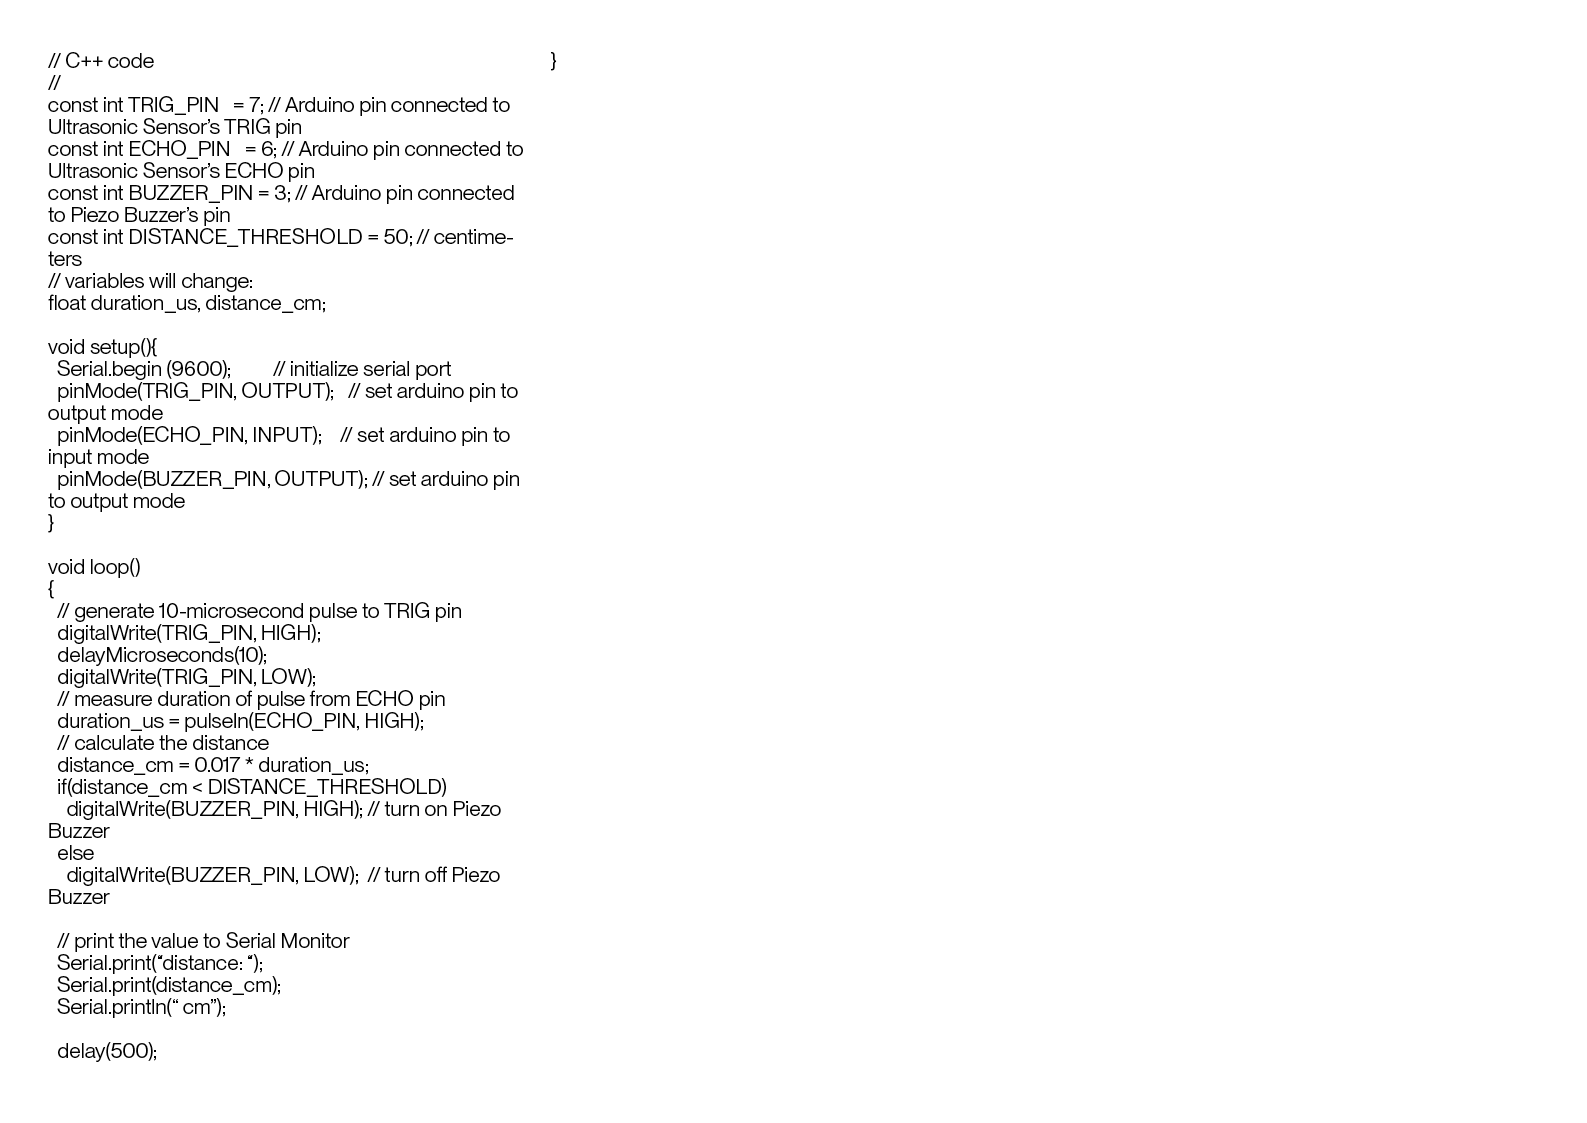 // C++ code
//
const int TRIG_PIN   = 7; // Arduino pin connected to
Ultrasonic Sensor’s TRIG pin
const int ECHO_PIN   = 6; // Arduino pin connected to
Ultrasonic Sensor’s ECHO pin
const int BUZZER_PIN = 3; // Arduino pin connected
to Piezo Buzzer’s pin
const int DISTANCE_THRESHOLD = 50; // centime-
ters
// variables will change:
float duration_us, distance_cm;

void setup(){
  Serial.begin (9600);         // initialize serial port
  pinMode(TRIG_PIN, OUTPUT);   // set arduino pin to
output mode
  pinMode(ECHO_PIN, INPUT);    // set arduino pin to
input mode
  pinMode(BUZZER_PIN, OUTPUT); // set arduino pin
to output mode
}

void loop()
{
  // generate 10-microsecond pulse to TRIG pin
  digitalWrite(TRIG_PIN, HIGH);
  delayMicroseconds(10);
  digitalWrite(TRIG_PIN, LOW);
  // measure duration of pulse from ECHO pin
  duration_us = pulseIn(ECHO_PIN, HIGH);
  // calculate the distance
  distance_cm = 0.017 * duration_us;
  if(distance_cm < DISTANCE_THRESHOLD)
    digitalWrite(BUZZER_PIN, HIGH); // turn on Piezo
Buzzer
  else
    digitalWrite(BUZZER_PIN, LOW);  // turn off Piezo
Buzzer

  // print the value to Serial Monitor
  Serial.print(“distance: “);
  Serial.print(distance_cm);
  Serial.println(“ cm”);

  delay(500);
}